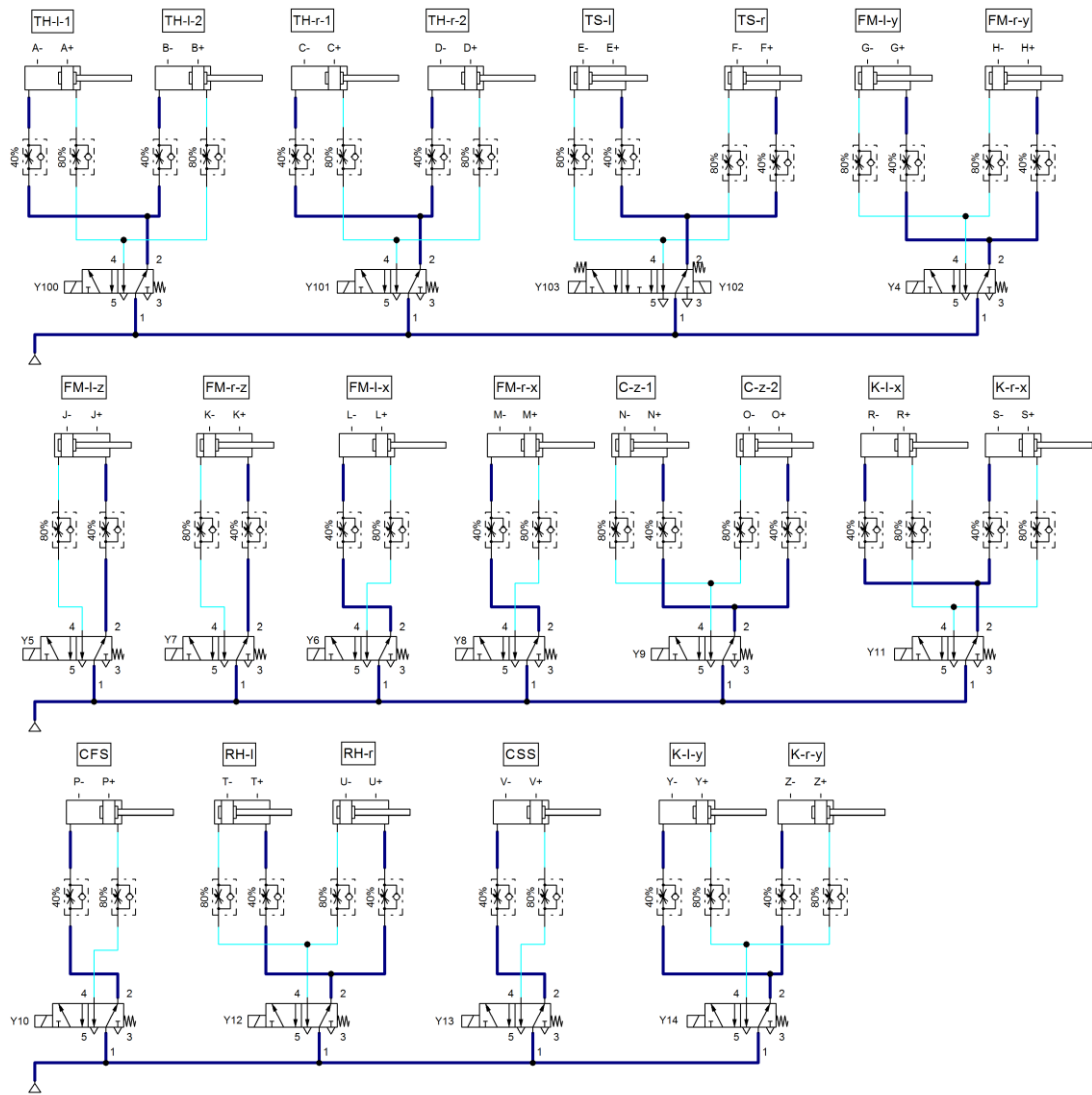 TH-l-1 TH-l-2 TH-r-1 TH-r-2 TS-l TS-r FM-l-y FM-r-y
A- A+ B- B+ C- C+ D- D+ E- E+ F- F+ G- G+ H- H+
40% 80% 40% 80% 40% 80% 40% 80% 80% 40% 80% 40% 80% 40% 80% 40%
4 2 4 2 4 2 4 2
Y100 Y101 Y103 Y102 Y4
5 3 5 3 5 3 5 3
1 1 1 1
FM-l-z FM-r-z FM-l-x FM-r-x C-z-1 C-z-2 K-l-x K-r-x
J- J+ K- K+ L- L+ M- M+ N- N+ O- O+ R- R+ S- S+
80% 40% 80% 40% 40% 80% 40% 80% 80% 40% 80% 40% 40% 80% 40% 80%
4 2 4 2 4 2 4 2 4 2 4 2
Y5 Y7 Y6 Y8 Y9 Y11
5 3 5 3 5 3 5 3 5 3 5 3
1 1 1 1 1 1
CFS RH-l RH-r CSS K-l-y K-r-y
P- P+ T- T+ U- U+ V- V+ Y- Y+ Z- Z+
40% 80% 80% 40% 80% 40% 40% 80% 40% 80% 40% 80%
4 2 4 2 4 2 4 2
Y10 Y12 Y13 Y14
5 3 5 3 5 3 5 3
1 1 1 1